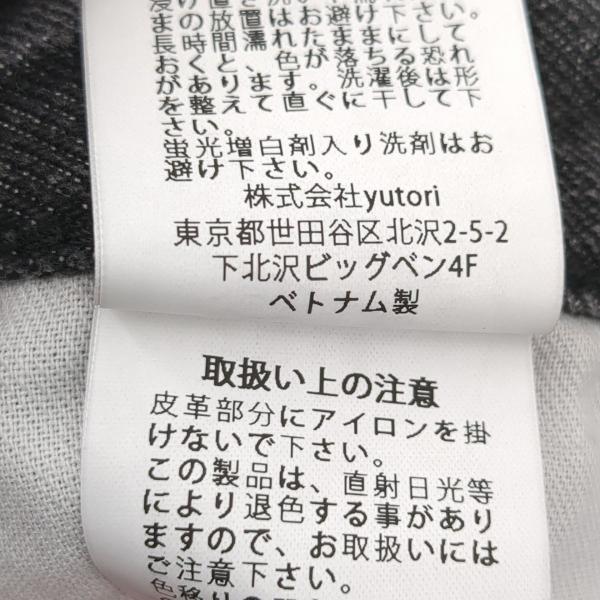 け置き洗いはお避け下さい。
ま置放濡れたままにして
長時間、おくと、色が落ちる恐れ
がありますと、洗濯後は形
を整えて直ぐに干して下
さい。
蛍光増白剤入り洗剤はお
避け下さい。
株式会社yutori
東京都世田谷区北沢2-5-2
下北沢ビッグベン4F
ベトナム製
取扱い上の注意
皮革部分にアイロンを掛
けないで下さい。
この製品は、直射日光等
により退色する事があり
ますので、お取扱いには
ご注意下さい。